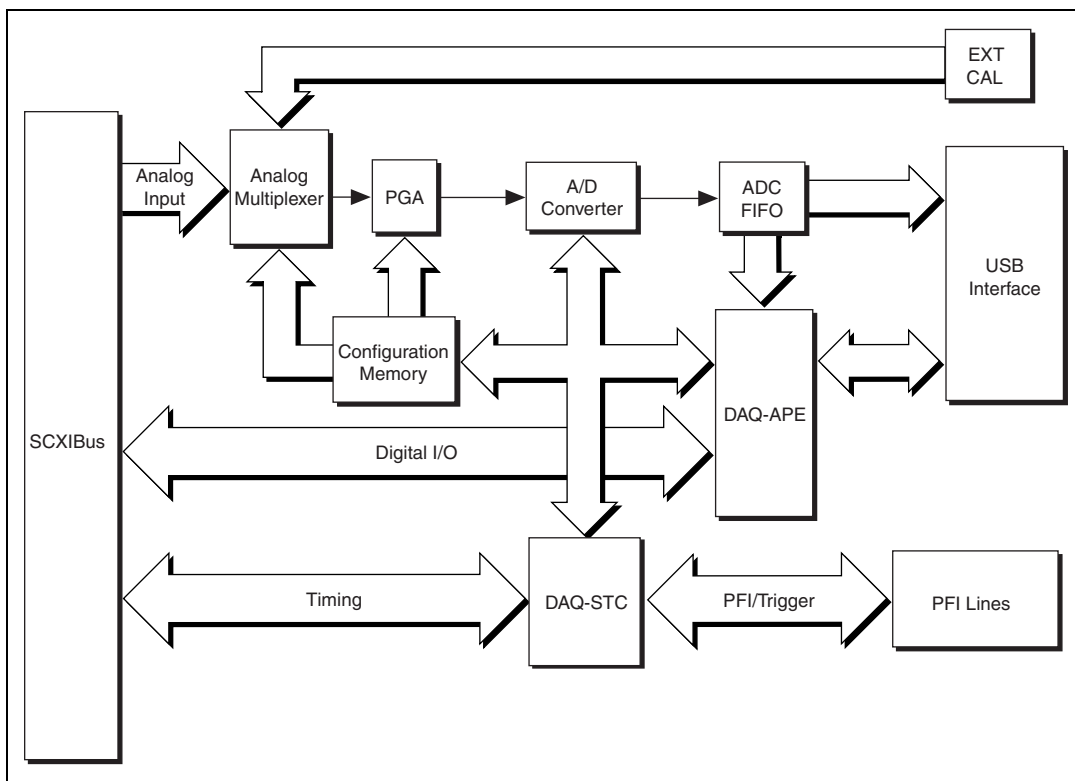 EXT
CAL
Analog
Input
Analog
Multiplexer
PGA
A/D
Converter
ADC
FIFO
USB
Interface
Configuration
Memory
DAQ-APE
SCXIBus
Digital I/O
Timing
DAQ-STC
PFI/Trigger
PFI Lines